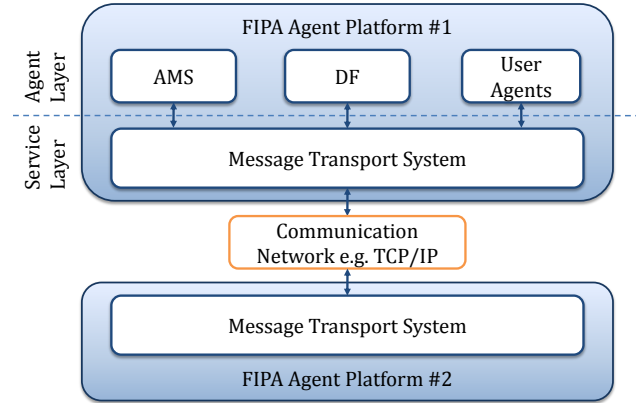 FIPA Agent Platform #1
Agent
Layer
AMS
DF
User
Agents
Service
Layer
Message Transport System
Communication
Network e.g. TCP/IP
Message Transport System
FIPA Agent Platform #2